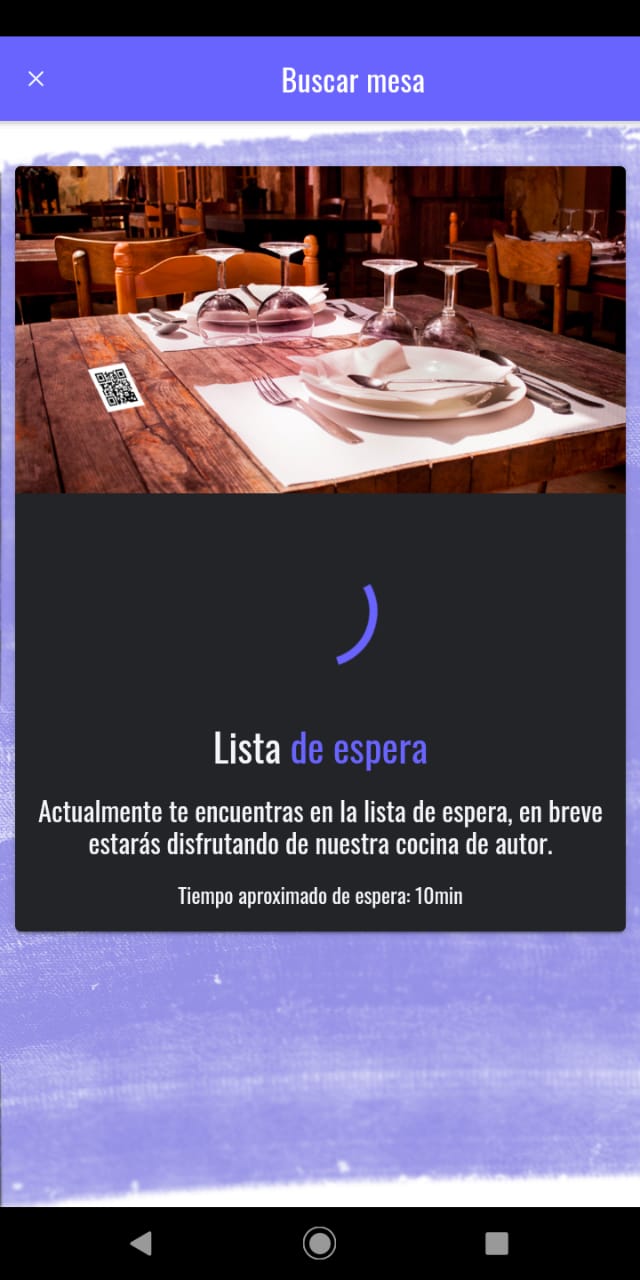 Buscar mesa
Lista de espera
Actualmente te encuentras en la lista de espera, en breve
estarás disfrutando de nuestra cocina de autor.
Tiempo aproximado de espera: 10min